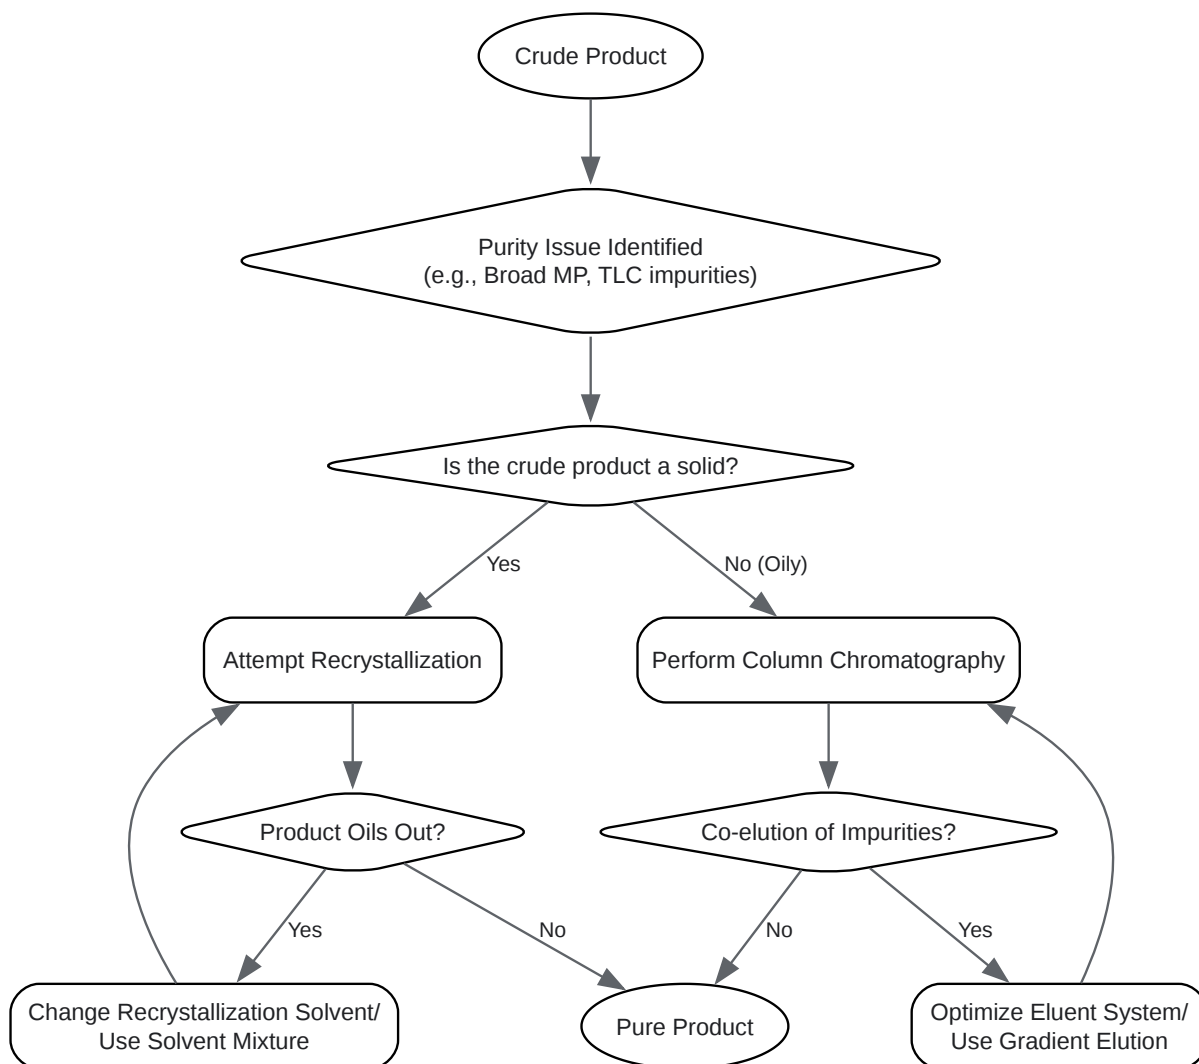 Crude Product
Purity Issue Identified
(e.g., Broad MP, TLC impurities)
Is the crude product a solid?
Yes
No (Oily)
Attempt Recrystallization
Perform Column Chromatography
Product Oils Out?
Co-elution of Impurities?
Yes
No
No
Yes
Change Recrystallization Solvent/
Use Solvent Mixture
Pure Product
Optimize Eluent System/
Use Gradient Elution